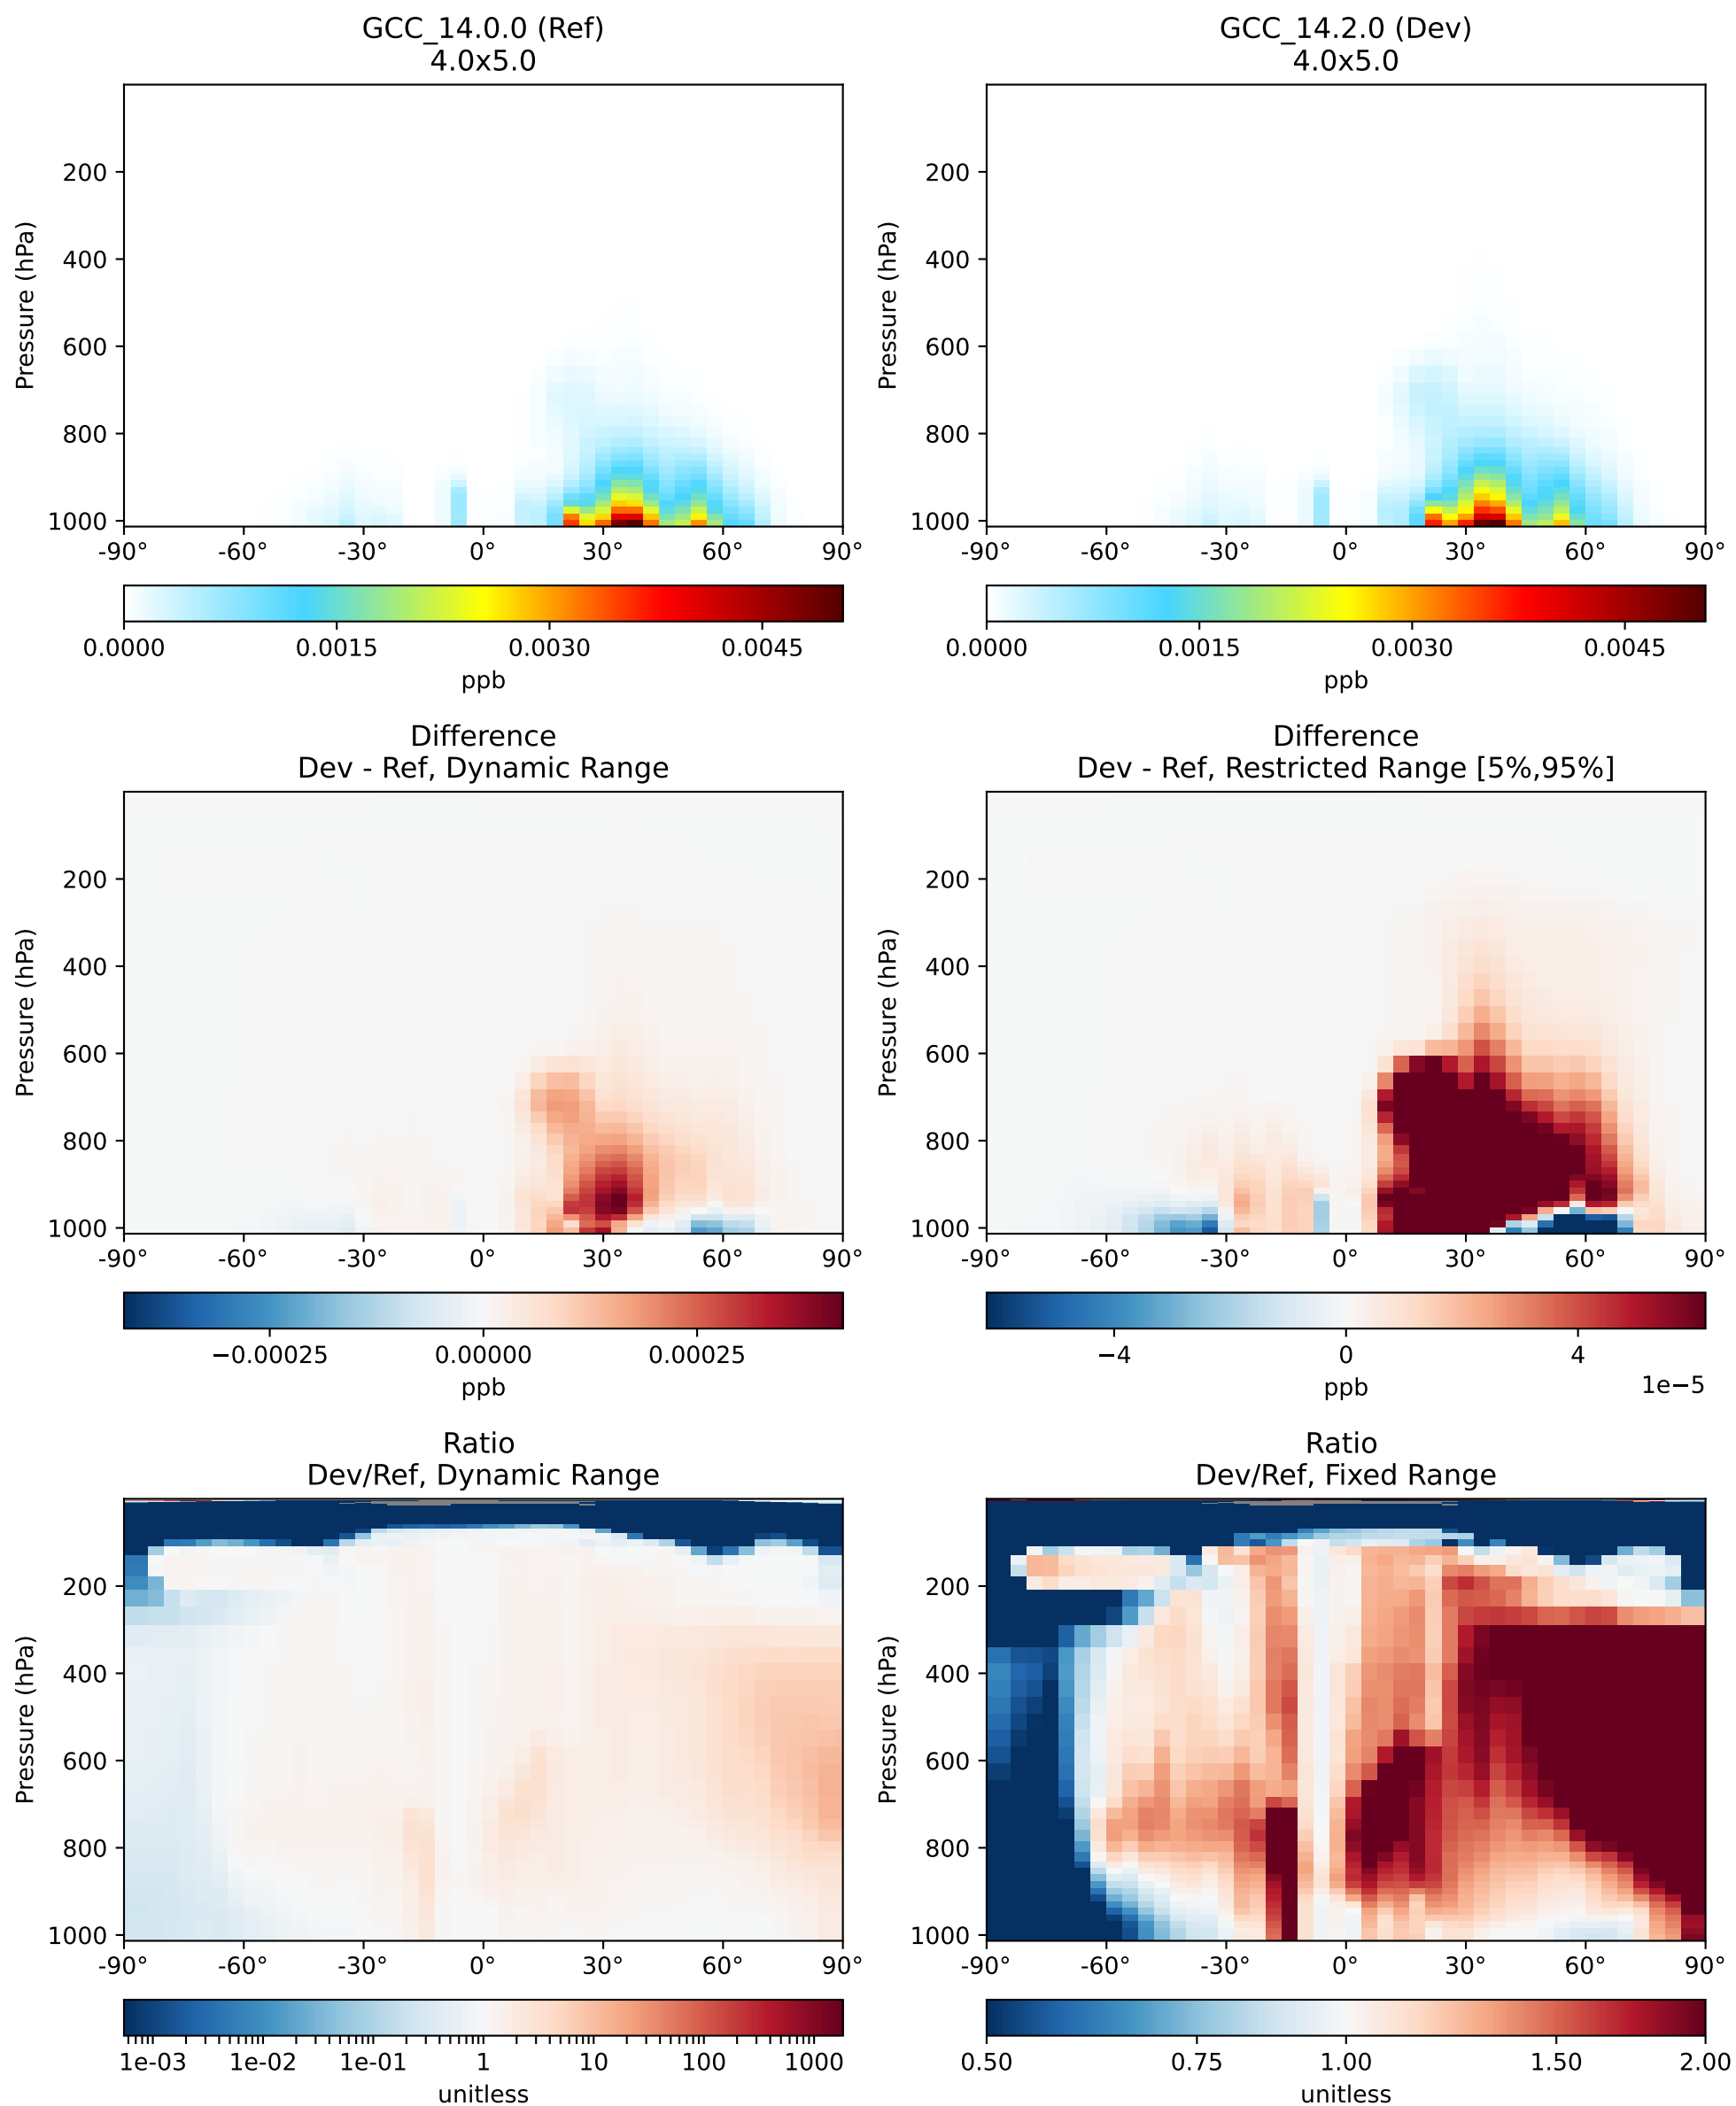 GCC_14.0.0 (Ref)
4.0x5.0
GCC_14.2.0 (Dev)
4.0x5.0
Pressure (hPa)
200
400
600
800
1000
-90° -60° -30° 0° 30° 60° 90°
0.0000 0.0015 0.0030 0.0045
ppb
Pressure (hPa)
200
400
600
800
1000
-90° -60° -30° 0° 30° 60° 90°
0.0000 0.0015 0.0030 0.0045
ppb
Difference
Dev - Ref, Dynamic Range
Difference
Dev - Ref, Restricted Range [5%,95%]
Pressure (hPa)
200
400
600
800
1000
-90° -60° -30° 0° 30° 60° 90°
−0.00025 0.00000 0.00025
ppb
Pressure (hPa)
200
400
600
800
1000
-90° -60° -30° 0° 30° 60° 90°
−4 0 4
ppb
1e−5
Ratio
Dev/Ref, Dynamic Range
Ratio
Dev/Ref, Fixed Range
Pressure (hPa)
200
400
600
800
1000
-90° -60° -30° 0° 30° 60° 90°
1e-03 1e-02 1e-01 1 10 100 1000
unitless
Pressure (hPa)
200
400
600
800
1000
-90° -60° -30° 0° 30° 60° 90°
0.50 0.75 1.00 1.50 2.00
unitless